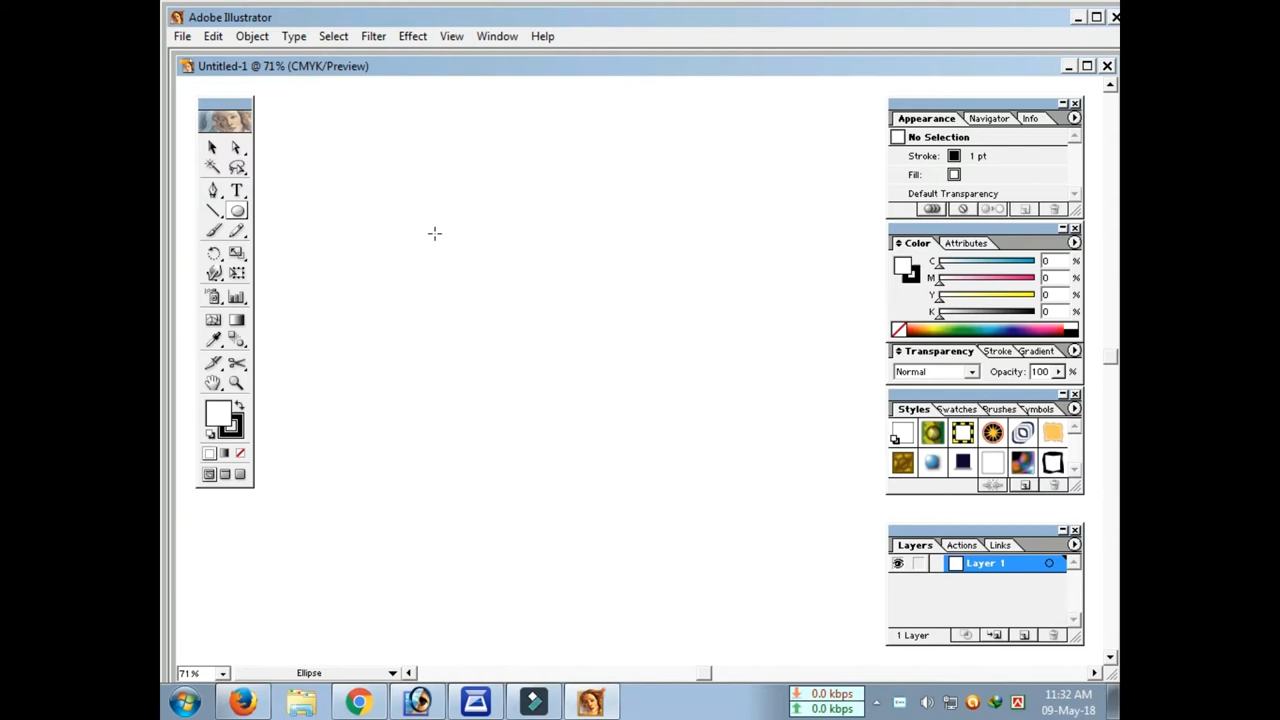 Adobe Illustrator
File Edit Object Type Select Filter Effect View Window Help
Untitled-1 @ 71% (CMYK/Preview)
T
Appearance Navigator Info
No Selection
Stroke: 1 pt
Fill:
Default Transparency
Color Attributes
C 0 %
M 0 %
Y 0 %
K 0 %
Transparency Stroke Gradient
Normal Opacity: 100 %
Styles Swatches Brushes Symbols
Layers Actions Links
Layer 1
1 Layer
71% Ellipse
0.0 kbps
0.0 kbps
11:32 AM
09-May-18